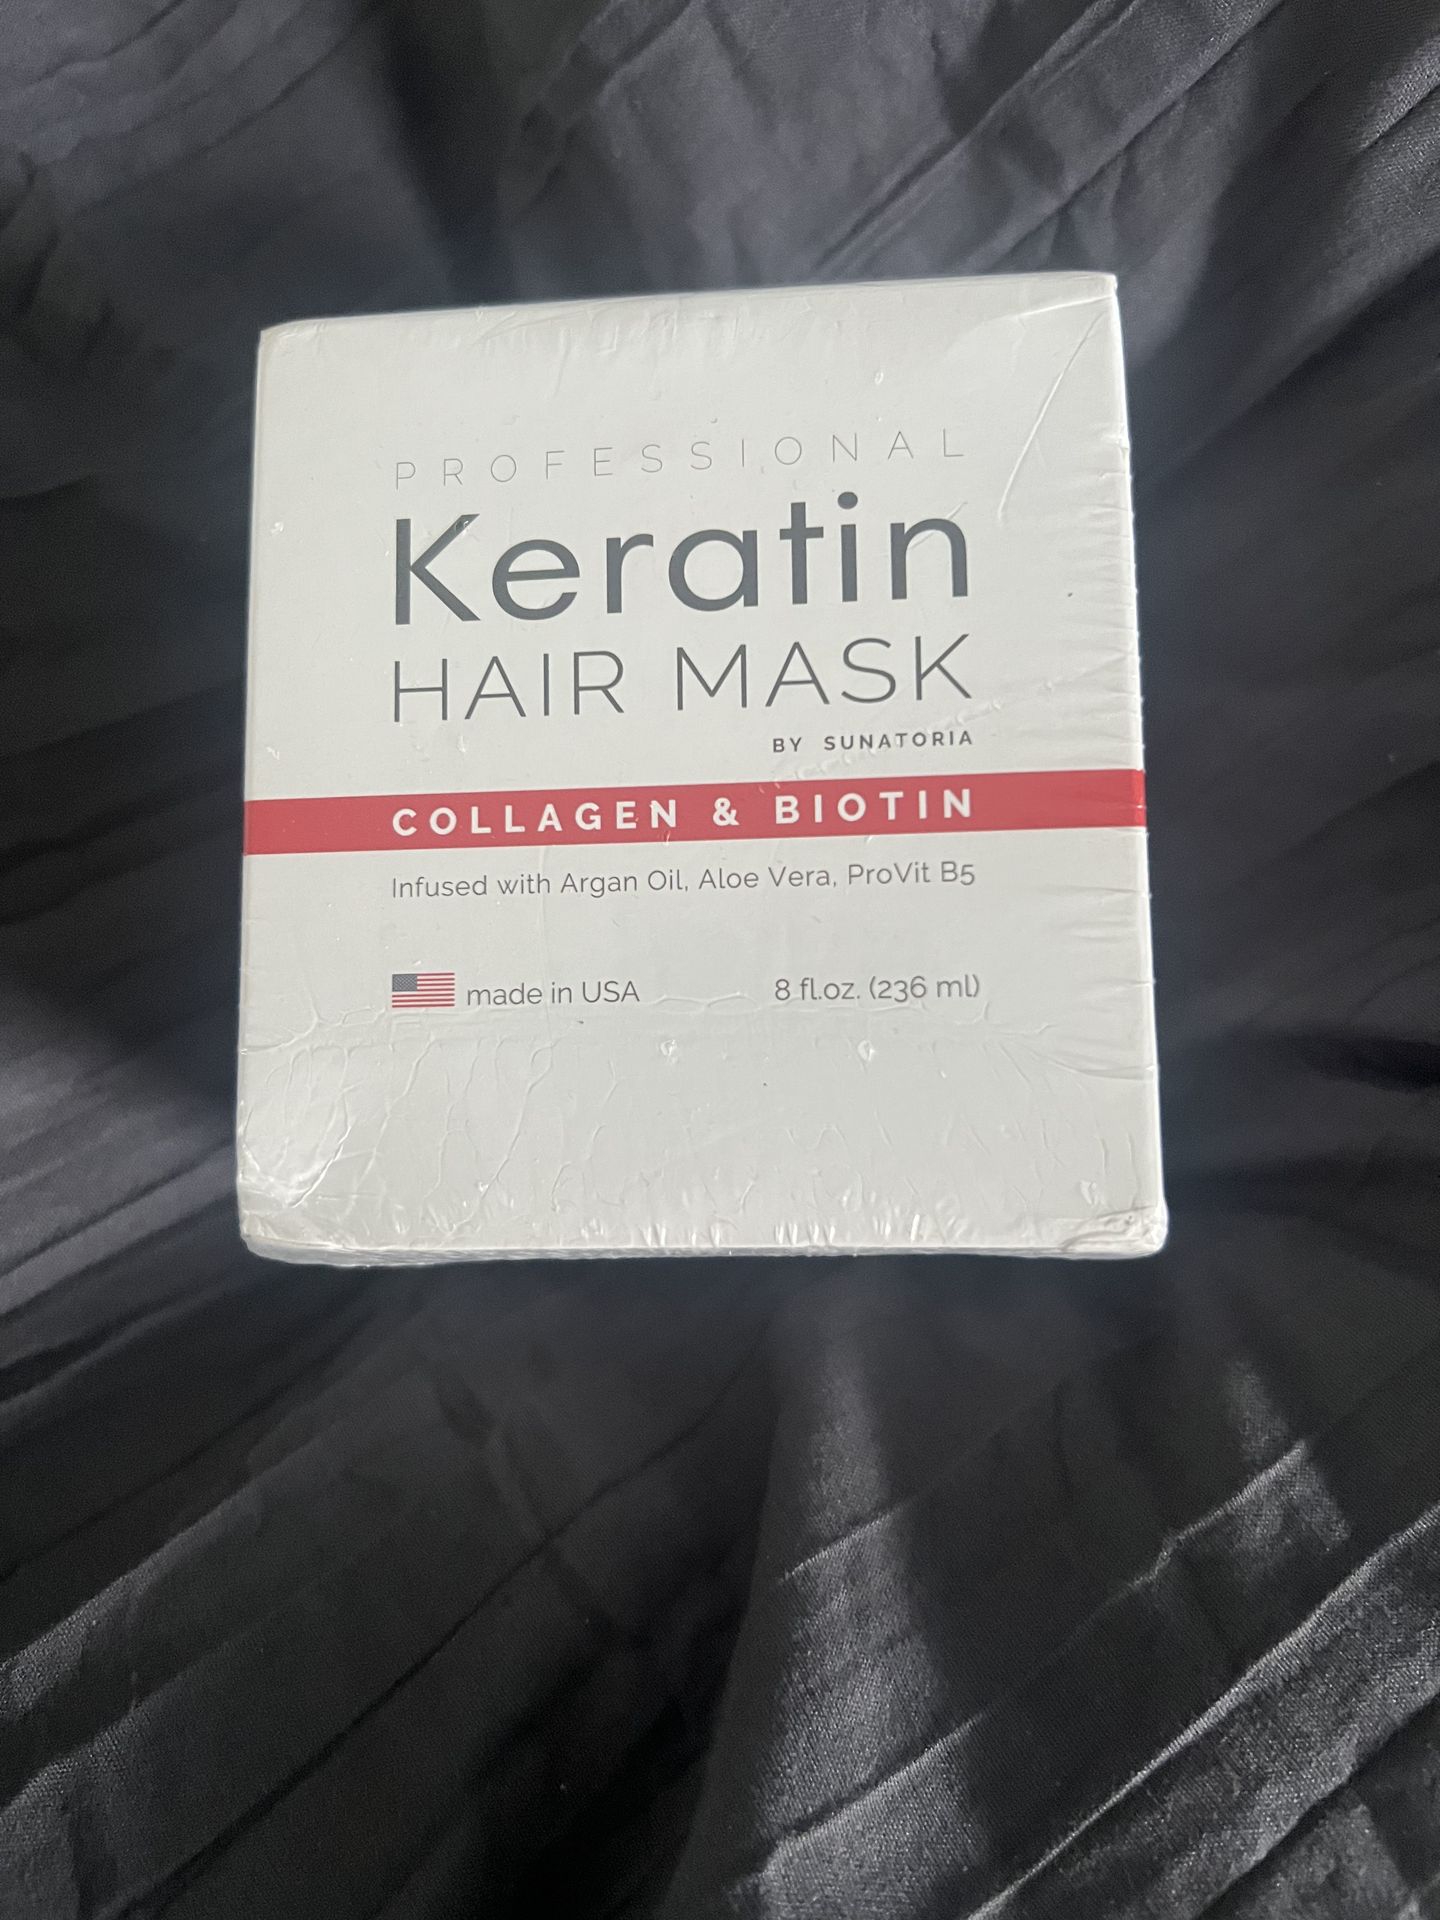 PROFESSIONAL
Keratin
HAIR MASK
BY SUNATORIA
COLLAGEN & BIOTIN
Infused with Argan Oil, Aloe Vera, ProVit B5
made in USA 8 fl.oz. (236 ml)